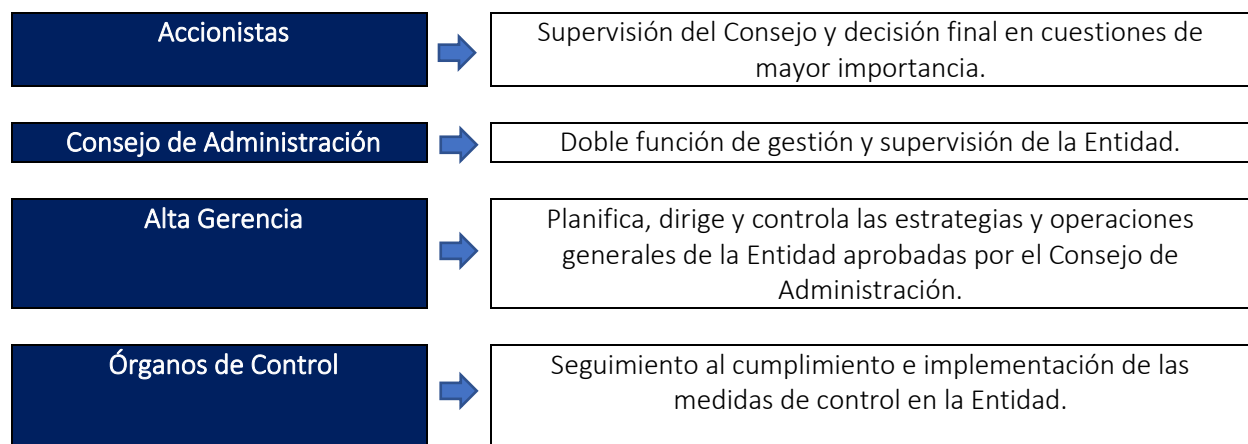 Accionistas
Supervisión del Consejo y decisión final en cuestiones de
mayor importancia.
Consejo de Administración
Doble función de gestión y supervisión de la Entidad.
Alta Gerencia
Planifica, dirige y controla las estrategias y operaciones
generales de la Entidad aprobadas por el Consejo de
Administración.
Órganos de Control
Seguimiento al cumplimiento e implementación de las
medidas de control en la Entidad.